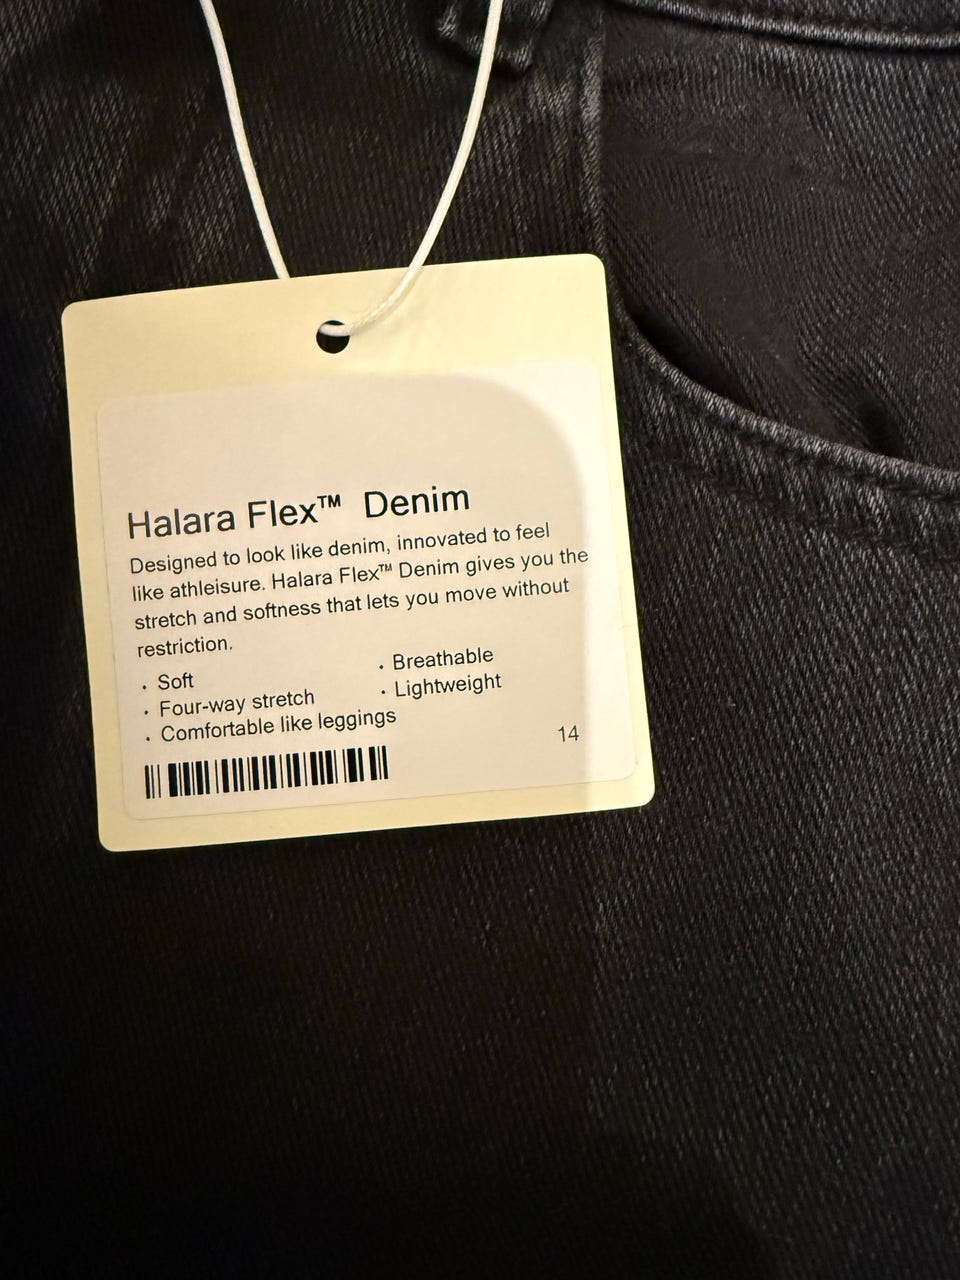 Halara Flex™ Denim
Designed to look like denim, innovated to feel
like athleisure. Halara Flex™ Denim gives you the
stretch and softness that lets you move without
restriction.
· Soft
· Breathable
· Four-way stretch
· Lightweight
· Comfortable like leggings
14